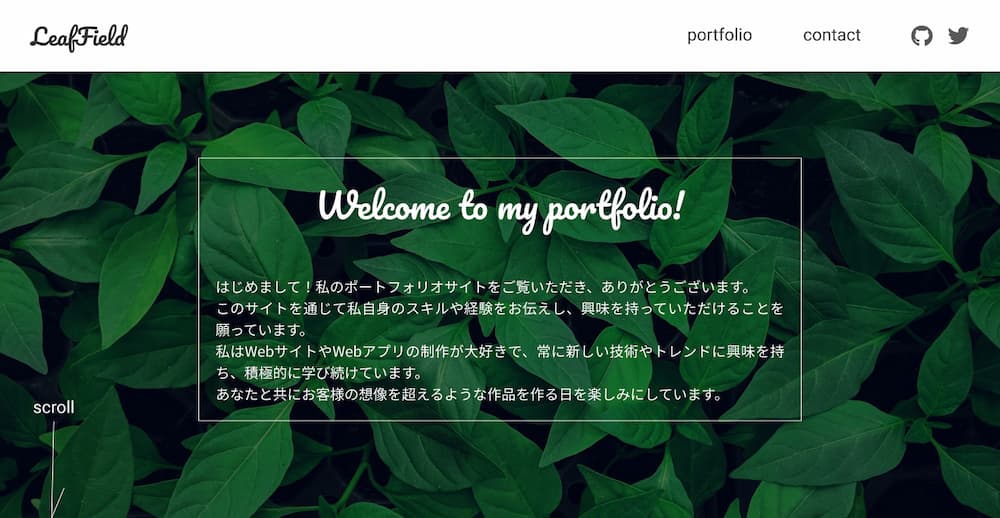 LeafField
portfolio
contact
Welcome to my portfolio!
はじめまして！私のポートフォリオサイトをご覧いただき、ありがとうございます。
このサイトを通じて私自身のスキルや経験をお伝えし、興味を持っていただけることを
願っています。
私はWebサイトやWebアプリの制作が大好きで、常に新しい技術やトレンドに興味を持
ち、積極的に学び続けています。
あなたと共にお客様の想像を超えるような作品を作る日を楽しみにしています。
scroll